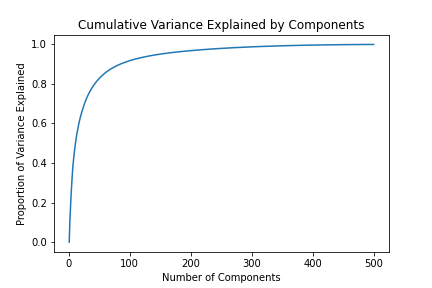 Cumulative Variance Explained by Components
Proportion of Variance Explained
1.0
0.8
0.6
0.4
0.2
0.0
0 100 200 300 400 500
Number of Components